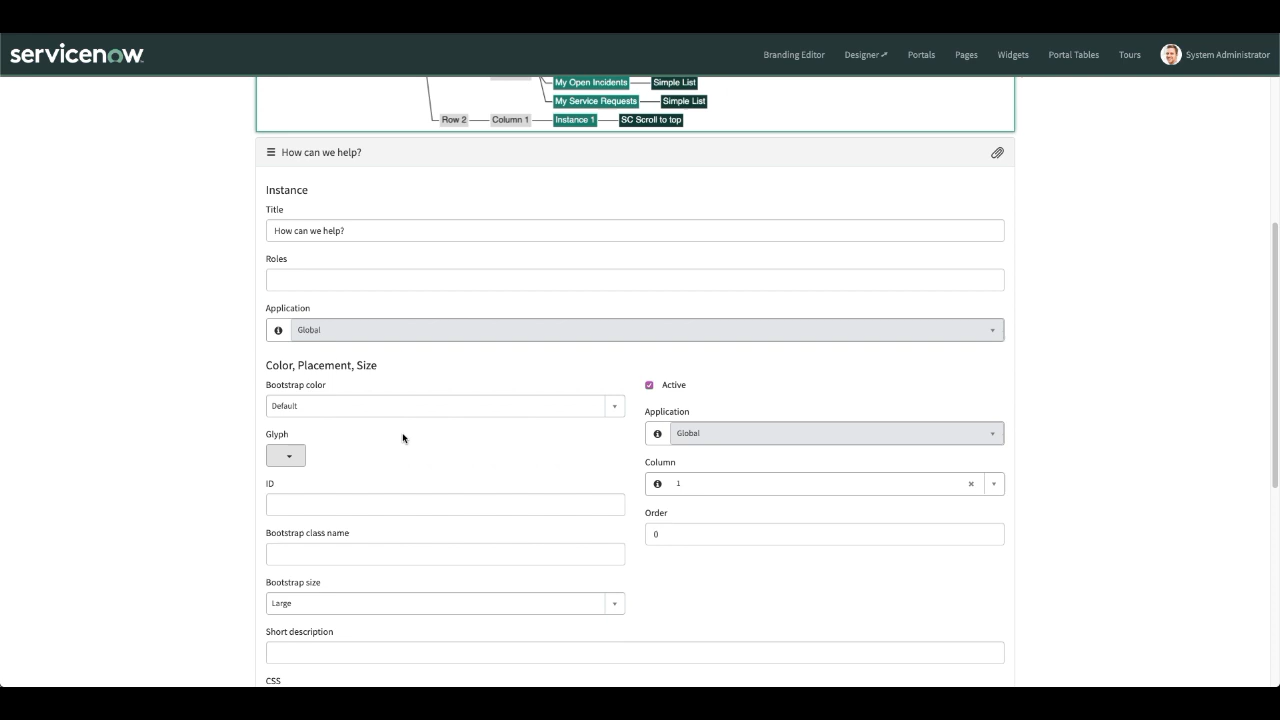 servicenow
Branding Editor Designer Portals Pages Widgets Portal Tables Tours System Administrator
My Open Incidents Simple List
My Service Requests Simple List
Row 2 Column 1 Instance 1 SC Scroll to top
How can we help?
Instance
Title
How can we help?
Roles
Application
Global
Color, Placement, Size
Bootstrap color
Default
Active
Application
Global
Glyph
Column
1
ID
Order
0
Bootstrap class name
Bootstrap size
Large
Short description
CSS